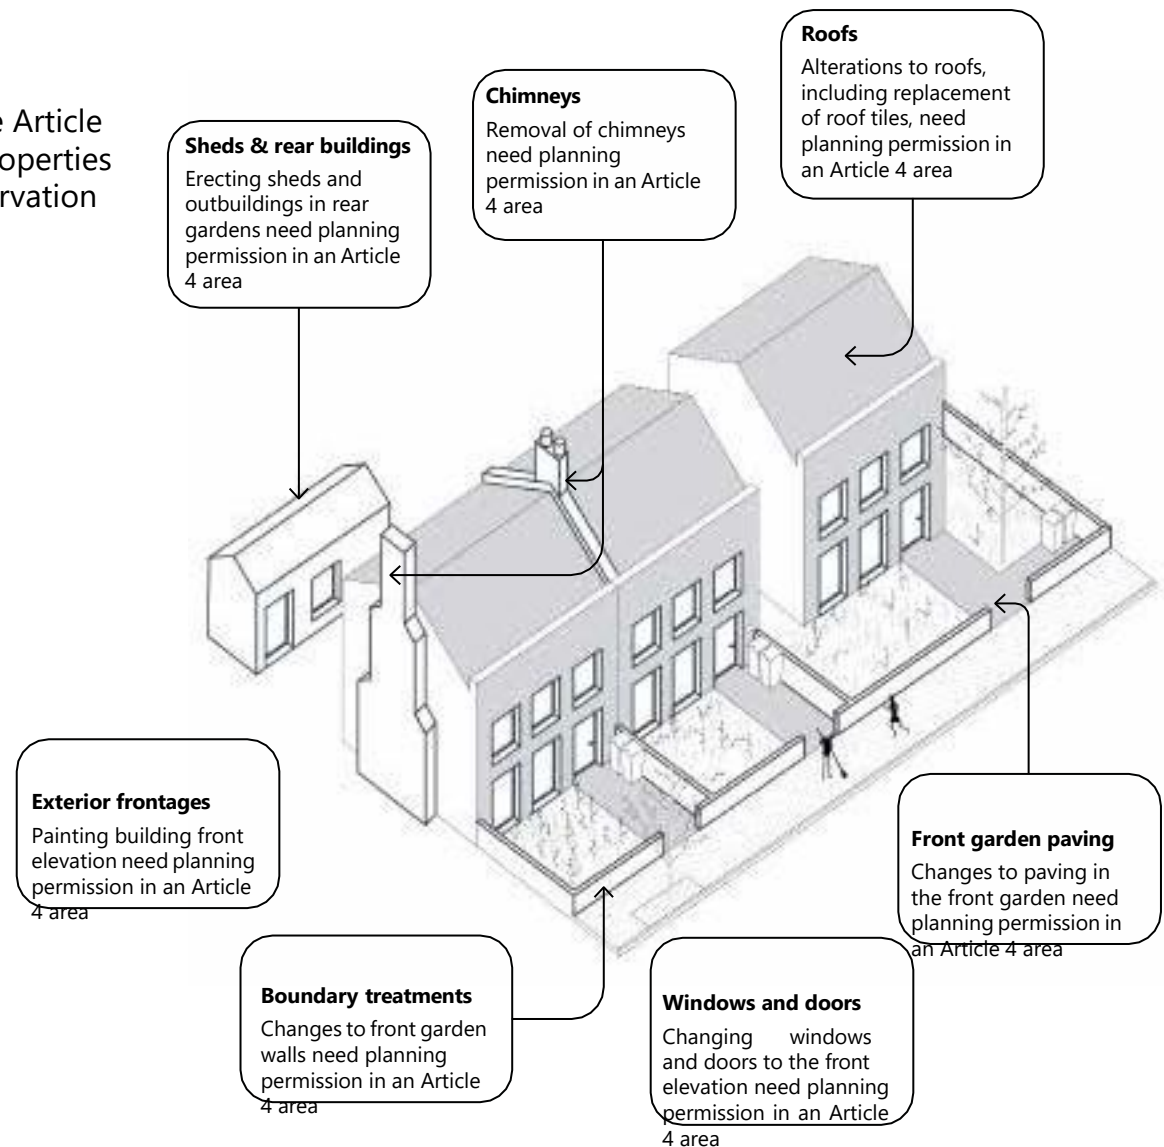 e Article
operties
rvation
Sheds & rear buildings
Erecting sheds and
outbuildings in rear
gardens need planning
permission in an Article
4 area
Chimneys
Removal of chimneys
need planning
permission in an Article
4 area
Roofs
Alterations to roofs,
including replacement
of roof tiles, need
planning permission in
an Article 4 area
Exterior frontages
Painting building front
elevation need planning
permission in an Article
4 area
Boundary treatments
Changes to front garden
walls need planning
permission in an Article
4 area
Windows and doors
Changing windows
and doors to the front
elevation need planning
permission in an Article
4 area
Front garden paving
Changes to paving in
the front garden need
planning permission in
an Article 4 area